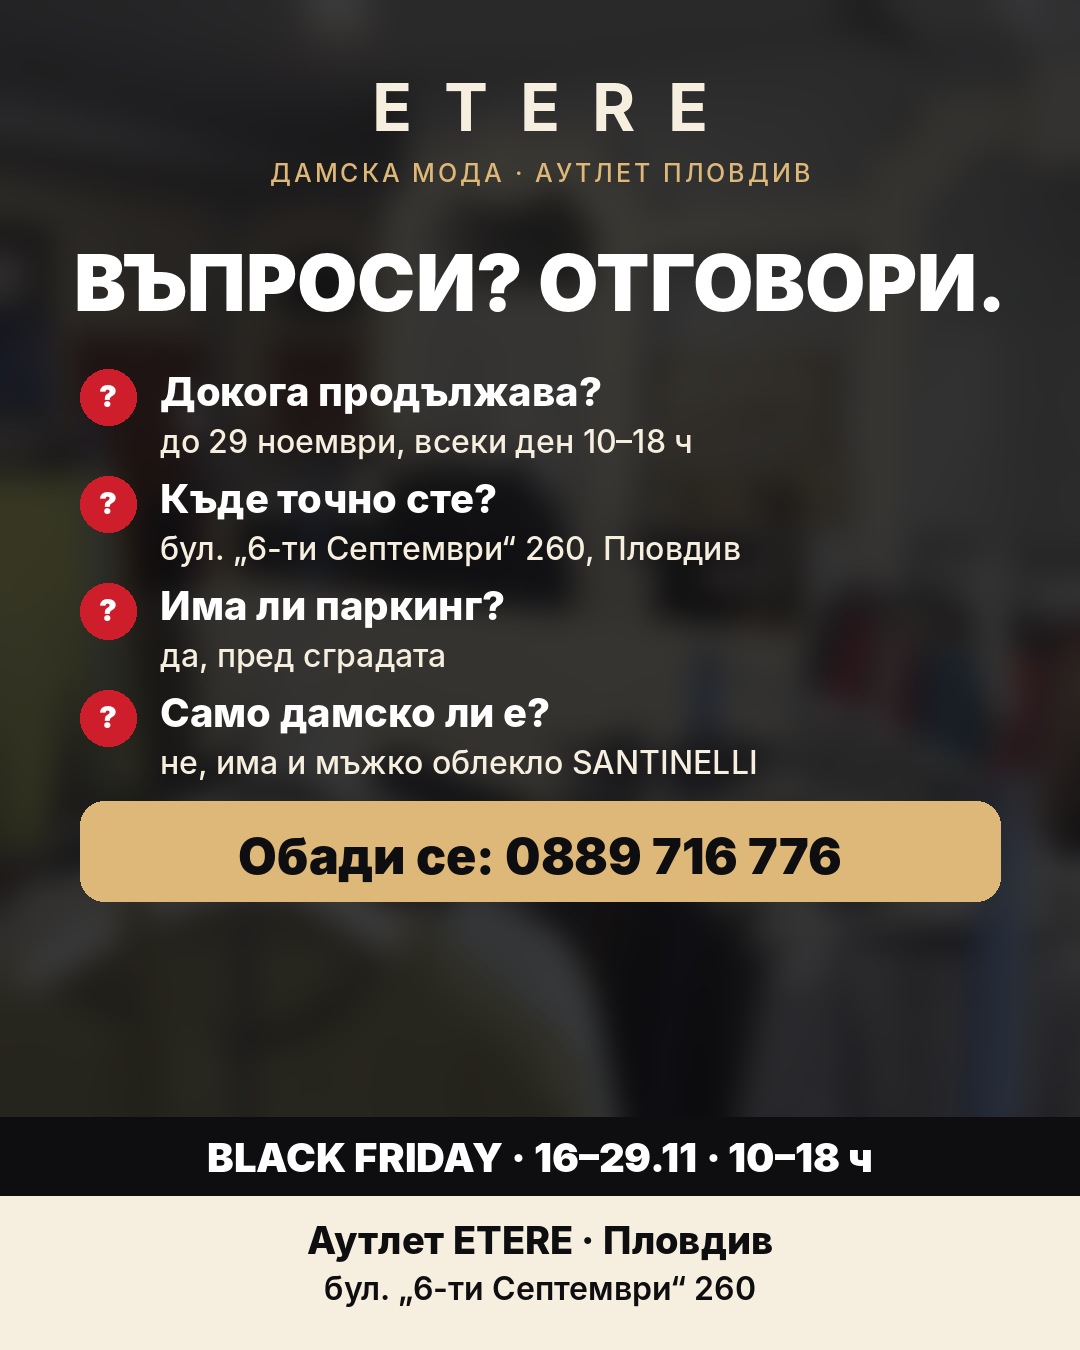 ETERE
ДАМСКА МОДА · АУТЛЕТ ПЛОВДИВ
ВЪПРОСИ? ОТГОВОРИ.
? Докога продължава?
до 29 ноември, всеки ден 10–18 ч
? Къде точно сте?
бул. „6-ти Септември“ 260, Пловдив
? Има ли паркинг?
да, пред сградата
? Само дамско ли е?
не, има и мъжко облекло SANTINELLI
Обади се: 0889 716 776
BLACK FRIDAY · 16–29.11 · 10–18 ч
Аутлет ETERE · Пловдив
бул. „6-ти Септември“ 260